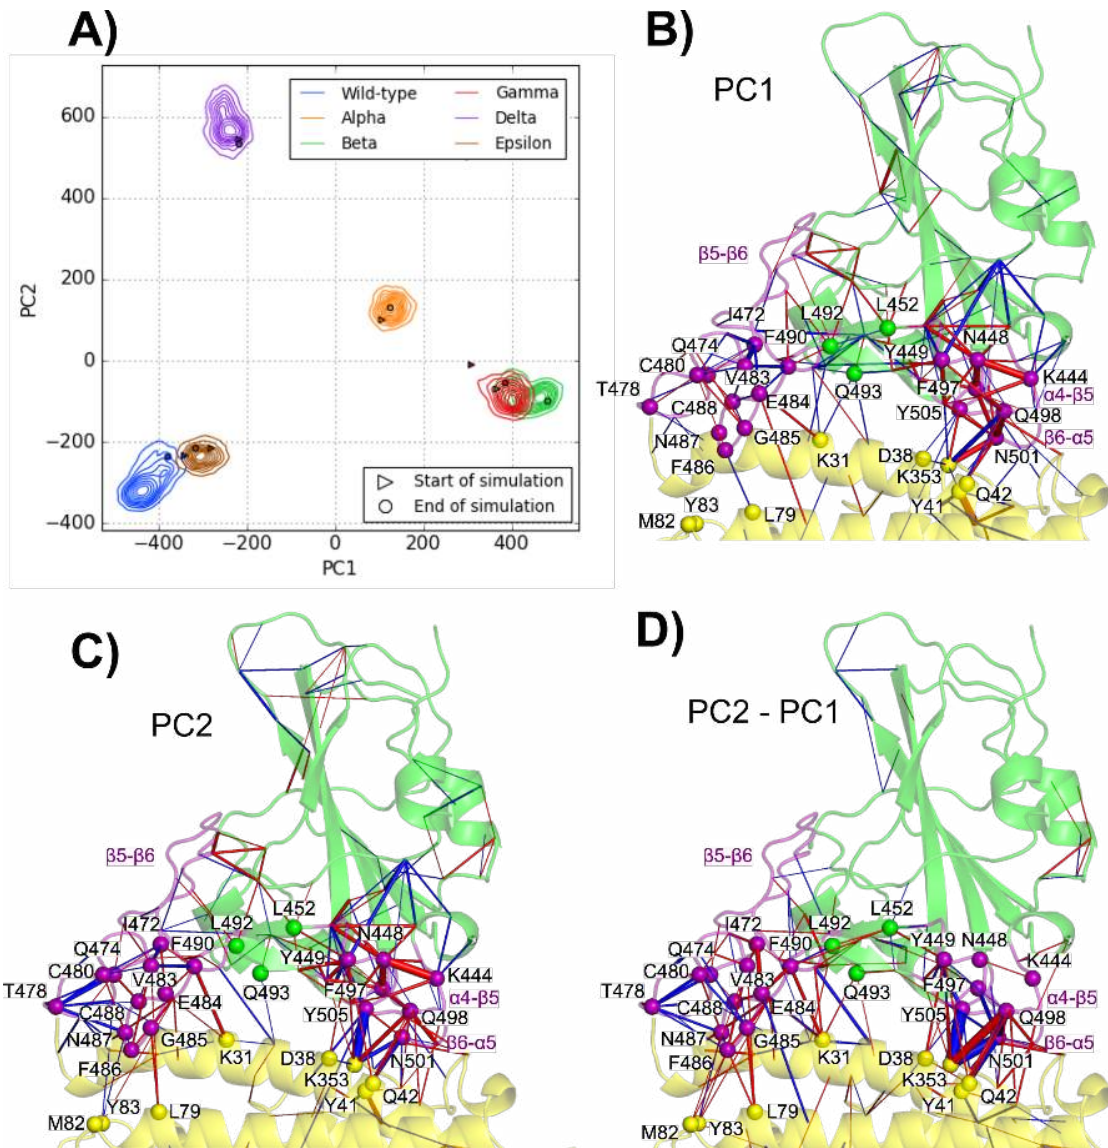 A)
600
400
200
0
−200
−400
−400
−200
0
200
400
PC2
PC1
Wild-type
Alpha
Beta
Gamma
Delta
Epsilon
Start of simulation
End of simulation
B)
PC1
β5-β6
I472
L492
L452
Q474
F490
Y449
N448
C480
V483
T478
E484
Q493
F497
K444
α4-β5
C488
Y505
Q498
N487
G485
β6-α5
F486
K31
D38
N501
K353
Q42
Y41
Y83
M82
L79
C)
PC2
β5-β6
I472
L492
L452
Q474
F490
N448
C480
V483
Y449
K444
T478
E484
Q493
F497
α4-β5
C488
Y505
Q498
N487
G485
β6-α5
F486
K31
D38
N501
K353
Y41
Q42
Y83
M82
L79
D)
PC2 - PC1
β5-β6
I472
L492
L452
Q474
F490
Y449
N448
C480
V483
K444
T478
E484
Q493
F497
α4-β5
C488
Y505
Q498
N487
G485
β6-α5
F486
K31
D38
N501
K353
Y41
Q42
M82
Y83
L79